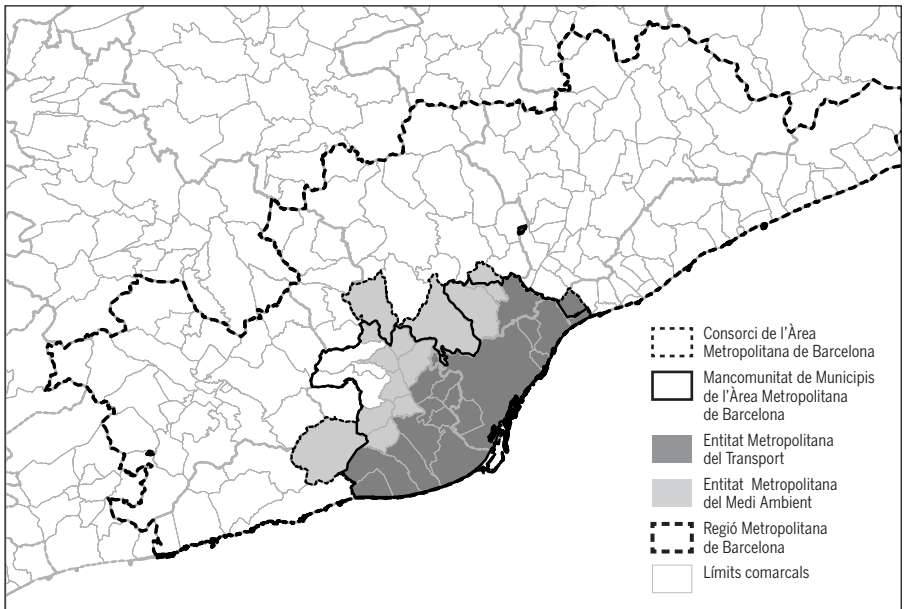 Consorci de l'Àrea
Metropolitana de Barcelona
Mancomunitat de Municipis
de l'Àrea Metropolitana
de Barcelona
Entitat Metropolitana
del Transport
Entitat Metropolitana
del Medi Ambient
Regió Metropolitana
de Barcelona
Límits comarcals